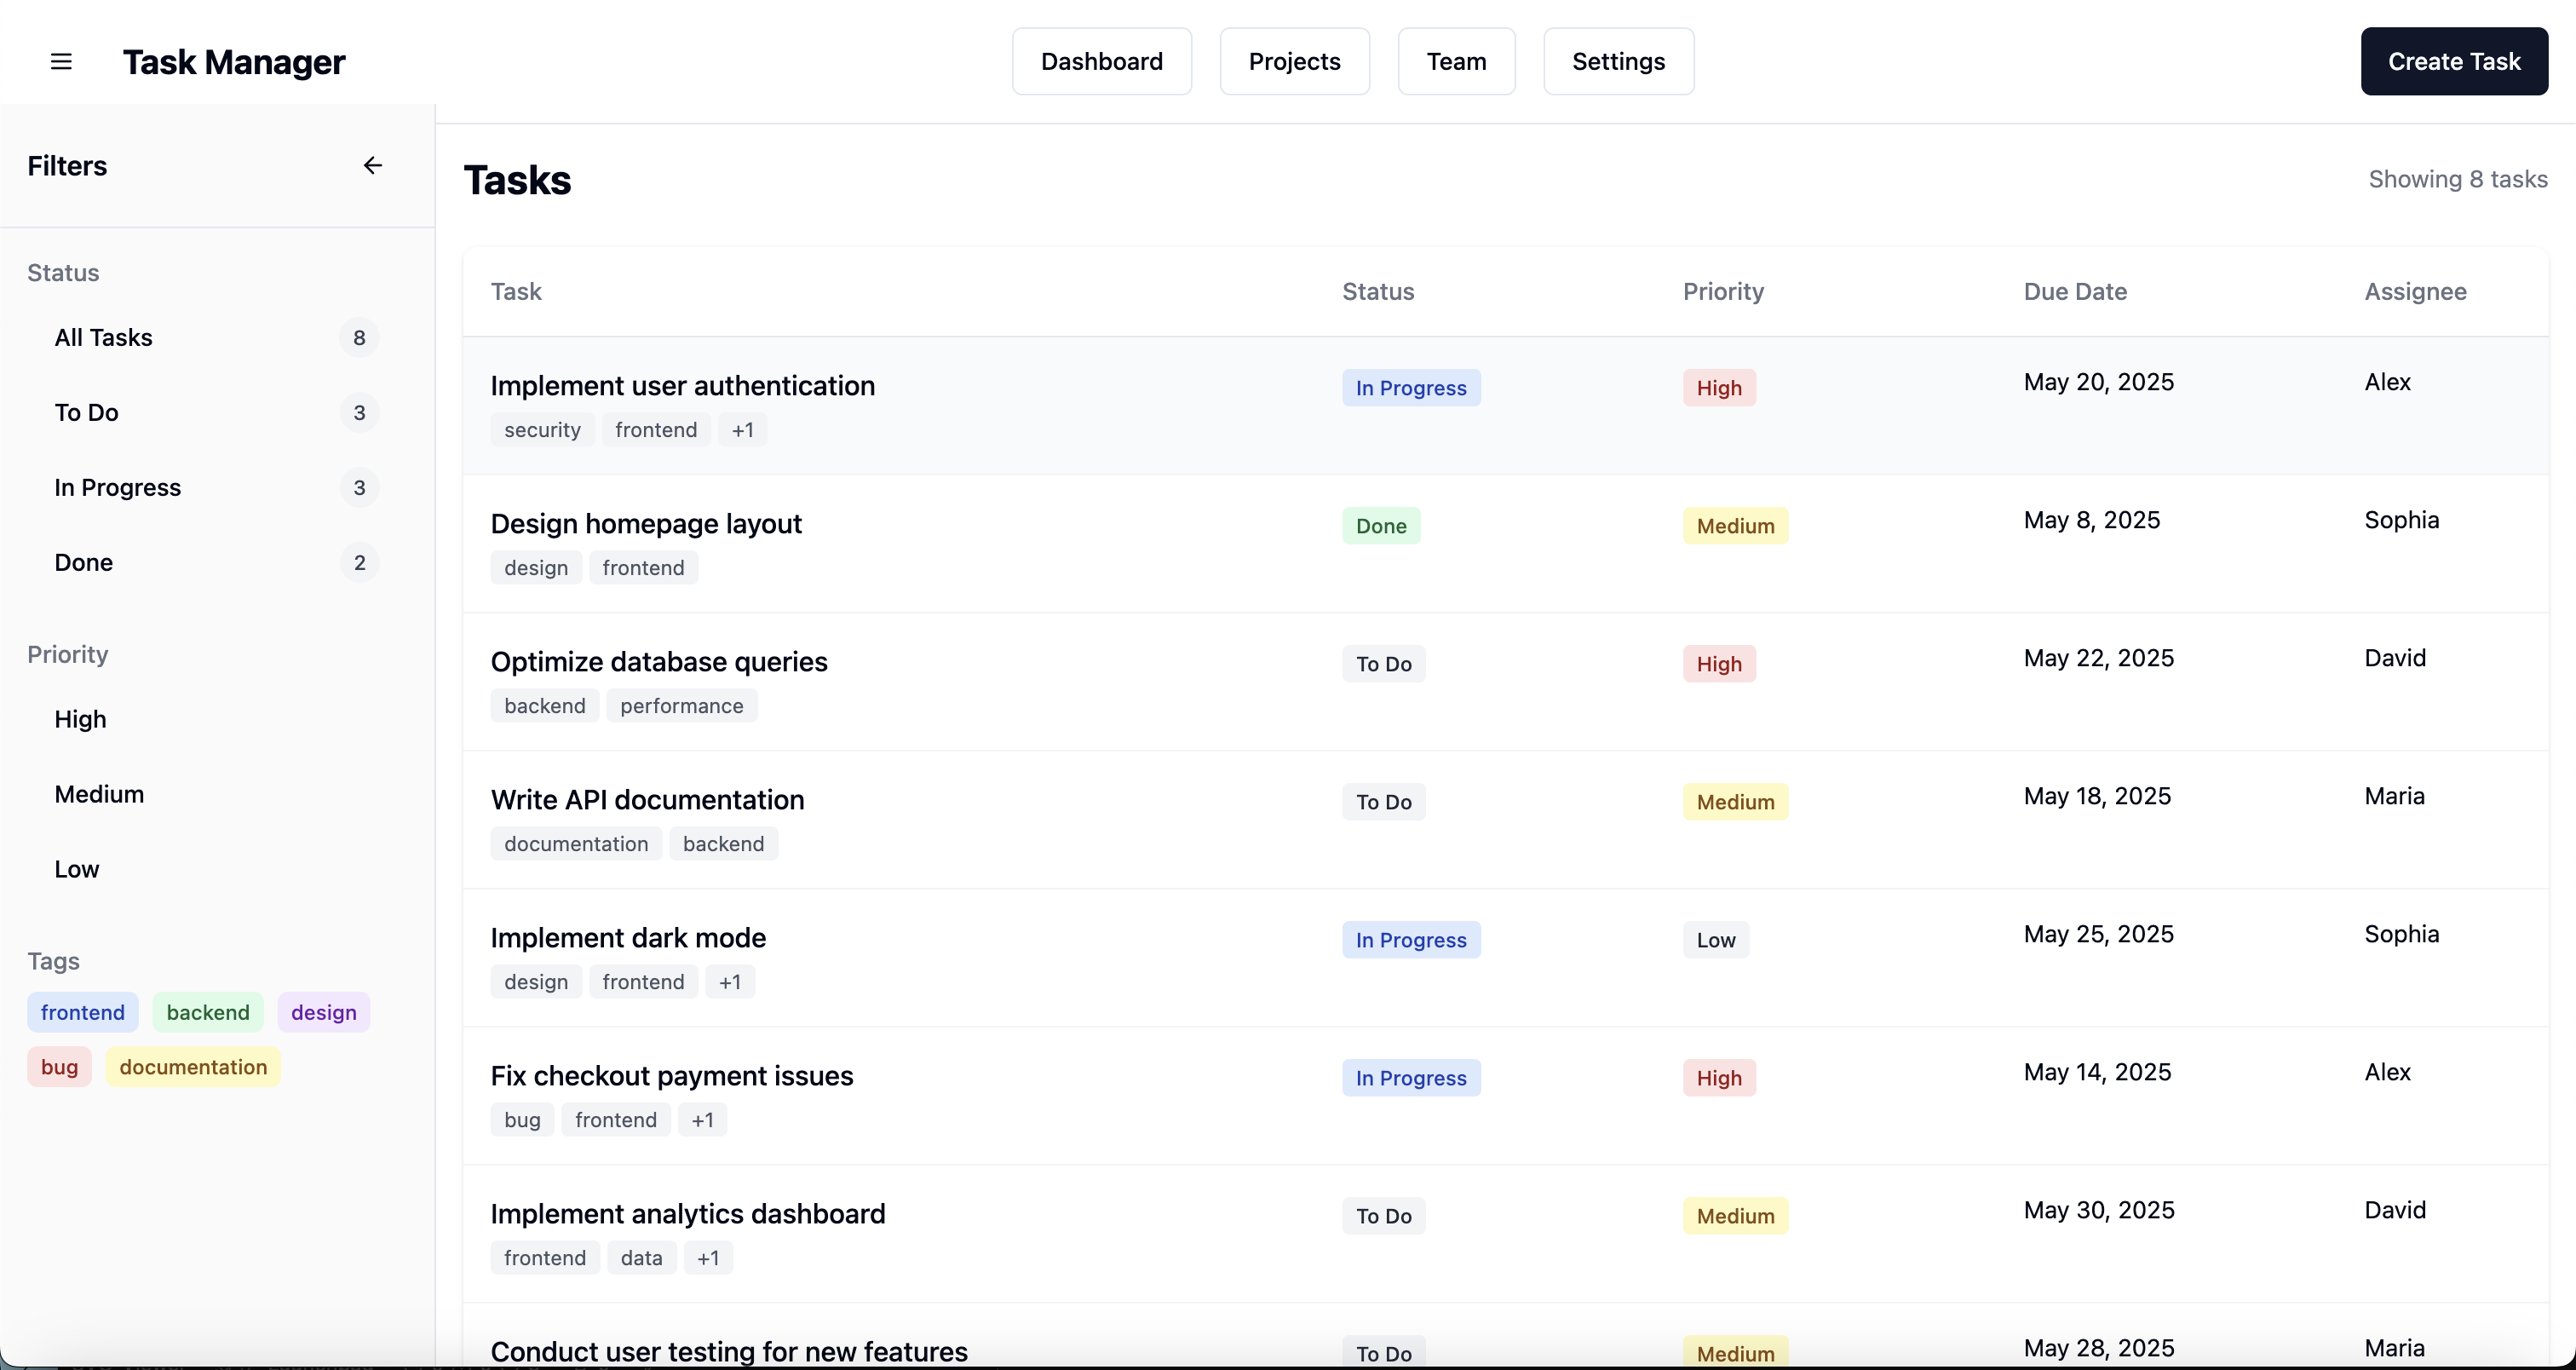 Task Manager
Dashboard
Projects
Team
Settings
Create Task
Filters
Status
All Tasks 8
To Do 3
In Progress 3
Done 2
Priority
High
Medium
Low
Tags
frontend backend design
bug documentation
Tasks
Showing 8 tasks
Task Status Priority Due Date Assignee
Implement user authentication In Progress High May 20, 2025 Alex
security frontend +1
Design homepage layout Done Medium May 8, 2025 Sophia
design frontend
Optimize database queries To Do High May 22, 2025 David
backend performance
Write API documentation To Do Medium May 18, 2025 Maria
documentation backend
Implement dark mode In Progress Low May 25, 2025 Sophia
design frontend +1
Fix checkout payment issues In Progress High May 14, 2025 Alex
bug frontend +1
Implement analytics dashboard To Do Medium May 30, 2025 David
frontend data +1
Conduct user testing for new features To Do Medium May 28, 2025 Maria